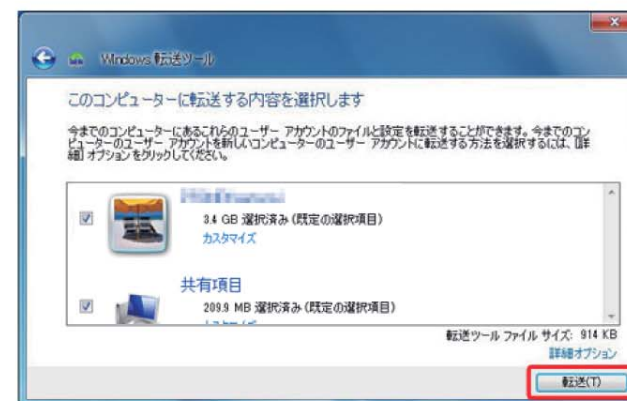 Windows 転送ツール
このコンピューターに転送する内容を選択します
今までのコンピューターにあるこれらのユーザー アカウントのファイルと設定を転送することができます。今までのコン
ピューターのユーザー アカウントを新しいコンピューターのユーザー アカウントに転送する方法を選択するには、[詳
細] オプションをクリックしてください。
3.4 GB 選択済み (既定の選択項目)
カスタマイズ
共有項目
209.9 MB 選択済み (既定の選択項目)
転送ツール ファイル サイズ: 914 KB
詳細オプション
転送(T)